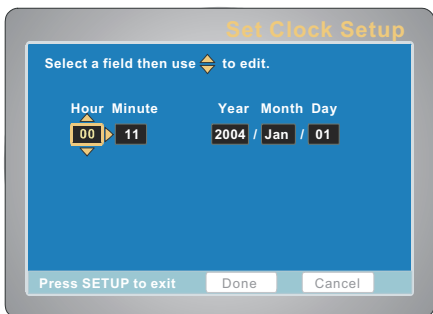 Set Clock Setup
Select a field then use to edit.
Hour Minute Year Month Day
00 11 2004 / Jan / 01
Press SETUP to exit Done Cancel